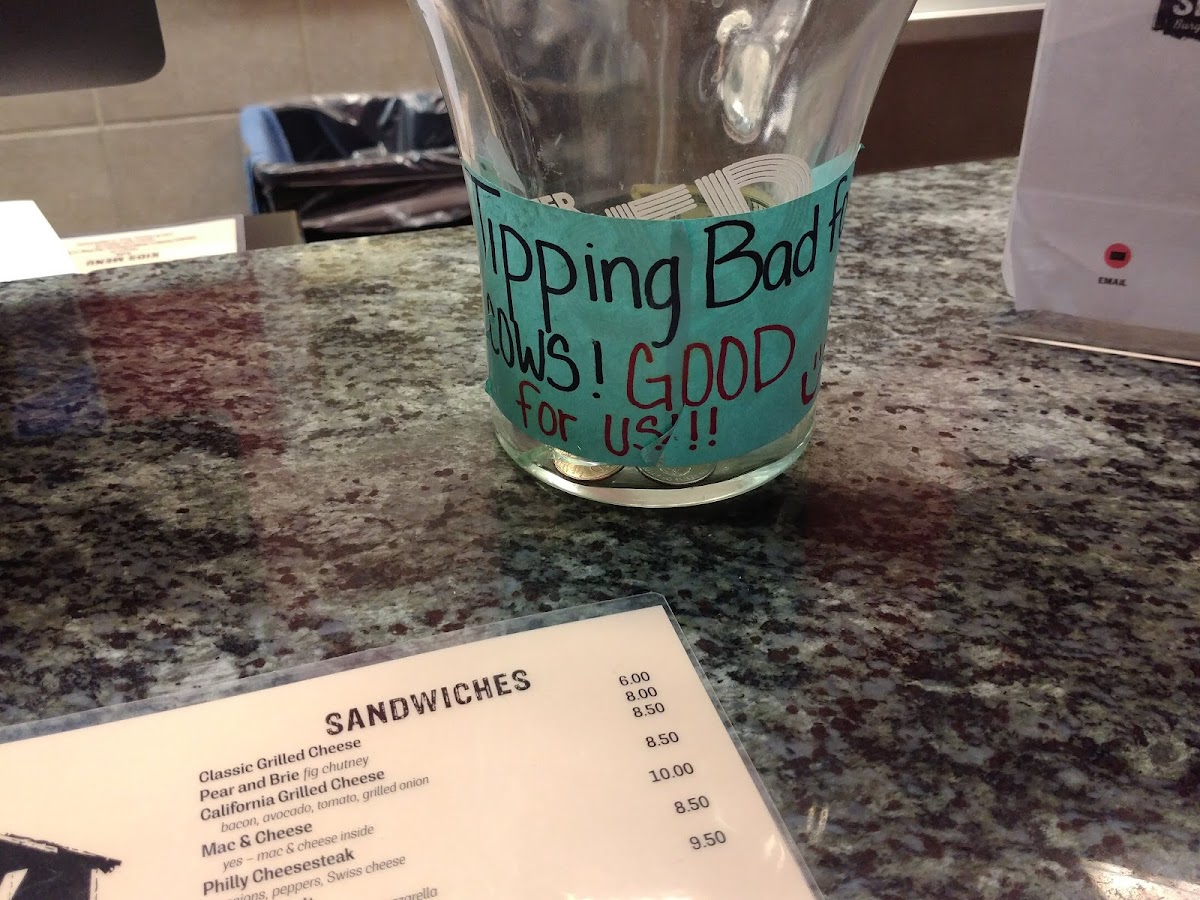 Tipping Bad
cows! GOOD
for us!!!
KIDS MENU
EMAIL
SANDWICHES
Classic Grilled Cheese 6.00
Pear and Brie fig chutney 8.00
California Grilled Cheese 8.50
bacon, avocado, tomato, grilled onion
Mac & Cheese 8.50
yes – mac & cheese inside
Philly Cheesesteak 10.00
peppers, Swiss cheese
8.50
9.50